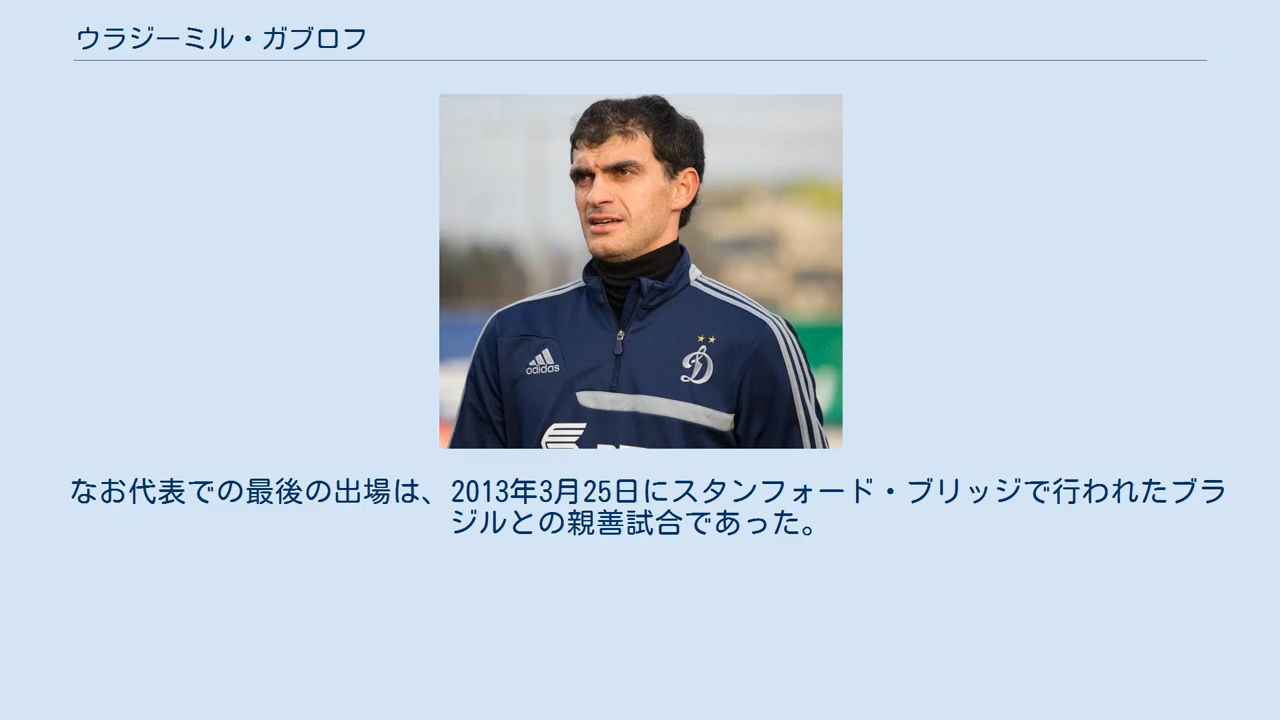 ウラジーミル・ガブロフ
adidas
D
なお代表での最後の出場は、2013年3月25日にスタンフォード・ブリッジで行われたブラ
ジルとの親善試合であった。